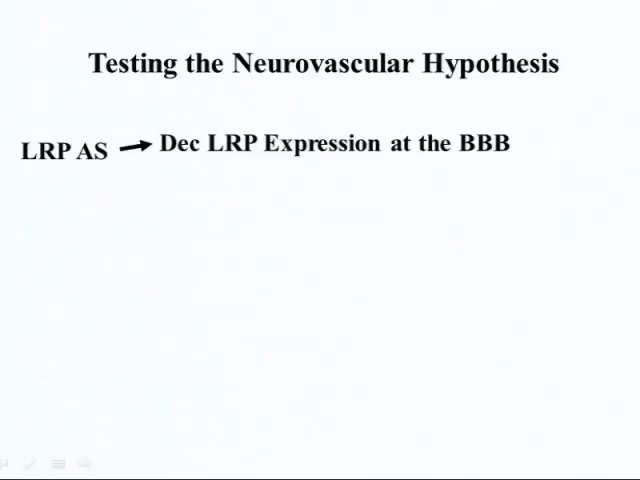 Testing the Neurovascular Hypothesis
LRP AS
Dec LRP Expression at the BBB